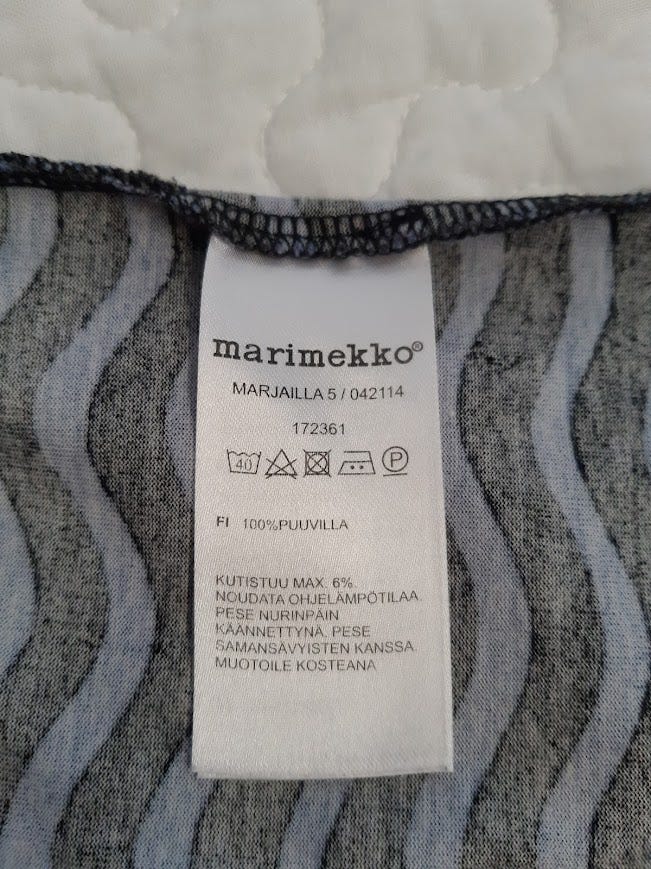 marimekko®
MARJAILLA 5 / 042114
172361
40 P
FI 100%PUUVILLA
KUTISTUU MAX. 6%.
NOUDATA OHJELÄMPÖTILAA.
PESE NURINPÄIN
KÄÄNNETTYNÄ. PESE
SAMANSÄVYISTEN KANSSA.
MUOTOILE KOSTEANA